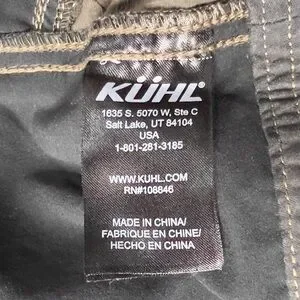 KÜHL
1635 S. 5070 W, Ste C
Salt Lake, UT 84104
USA
1-801-281-3185
WWW.KUHL.COM
RN#108846
MADE IN CHINA/
FABRIQUE EN CHINE/
HECHO EN CHINA